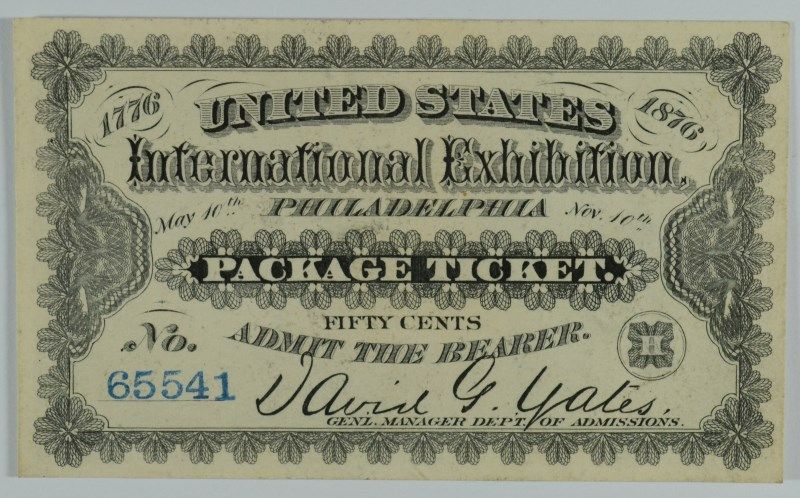 1776 UNITED STATES 1876
International Exhibition,
May 10th PHILADELPHIA Nov. 10th
PACKAGE TICKET.
FIFTY CENTS
No. ADMIT THE BEARER. H
65541 David G. Yates,
GENL. MANAGER DEP'T. OF ADMISSIONS.